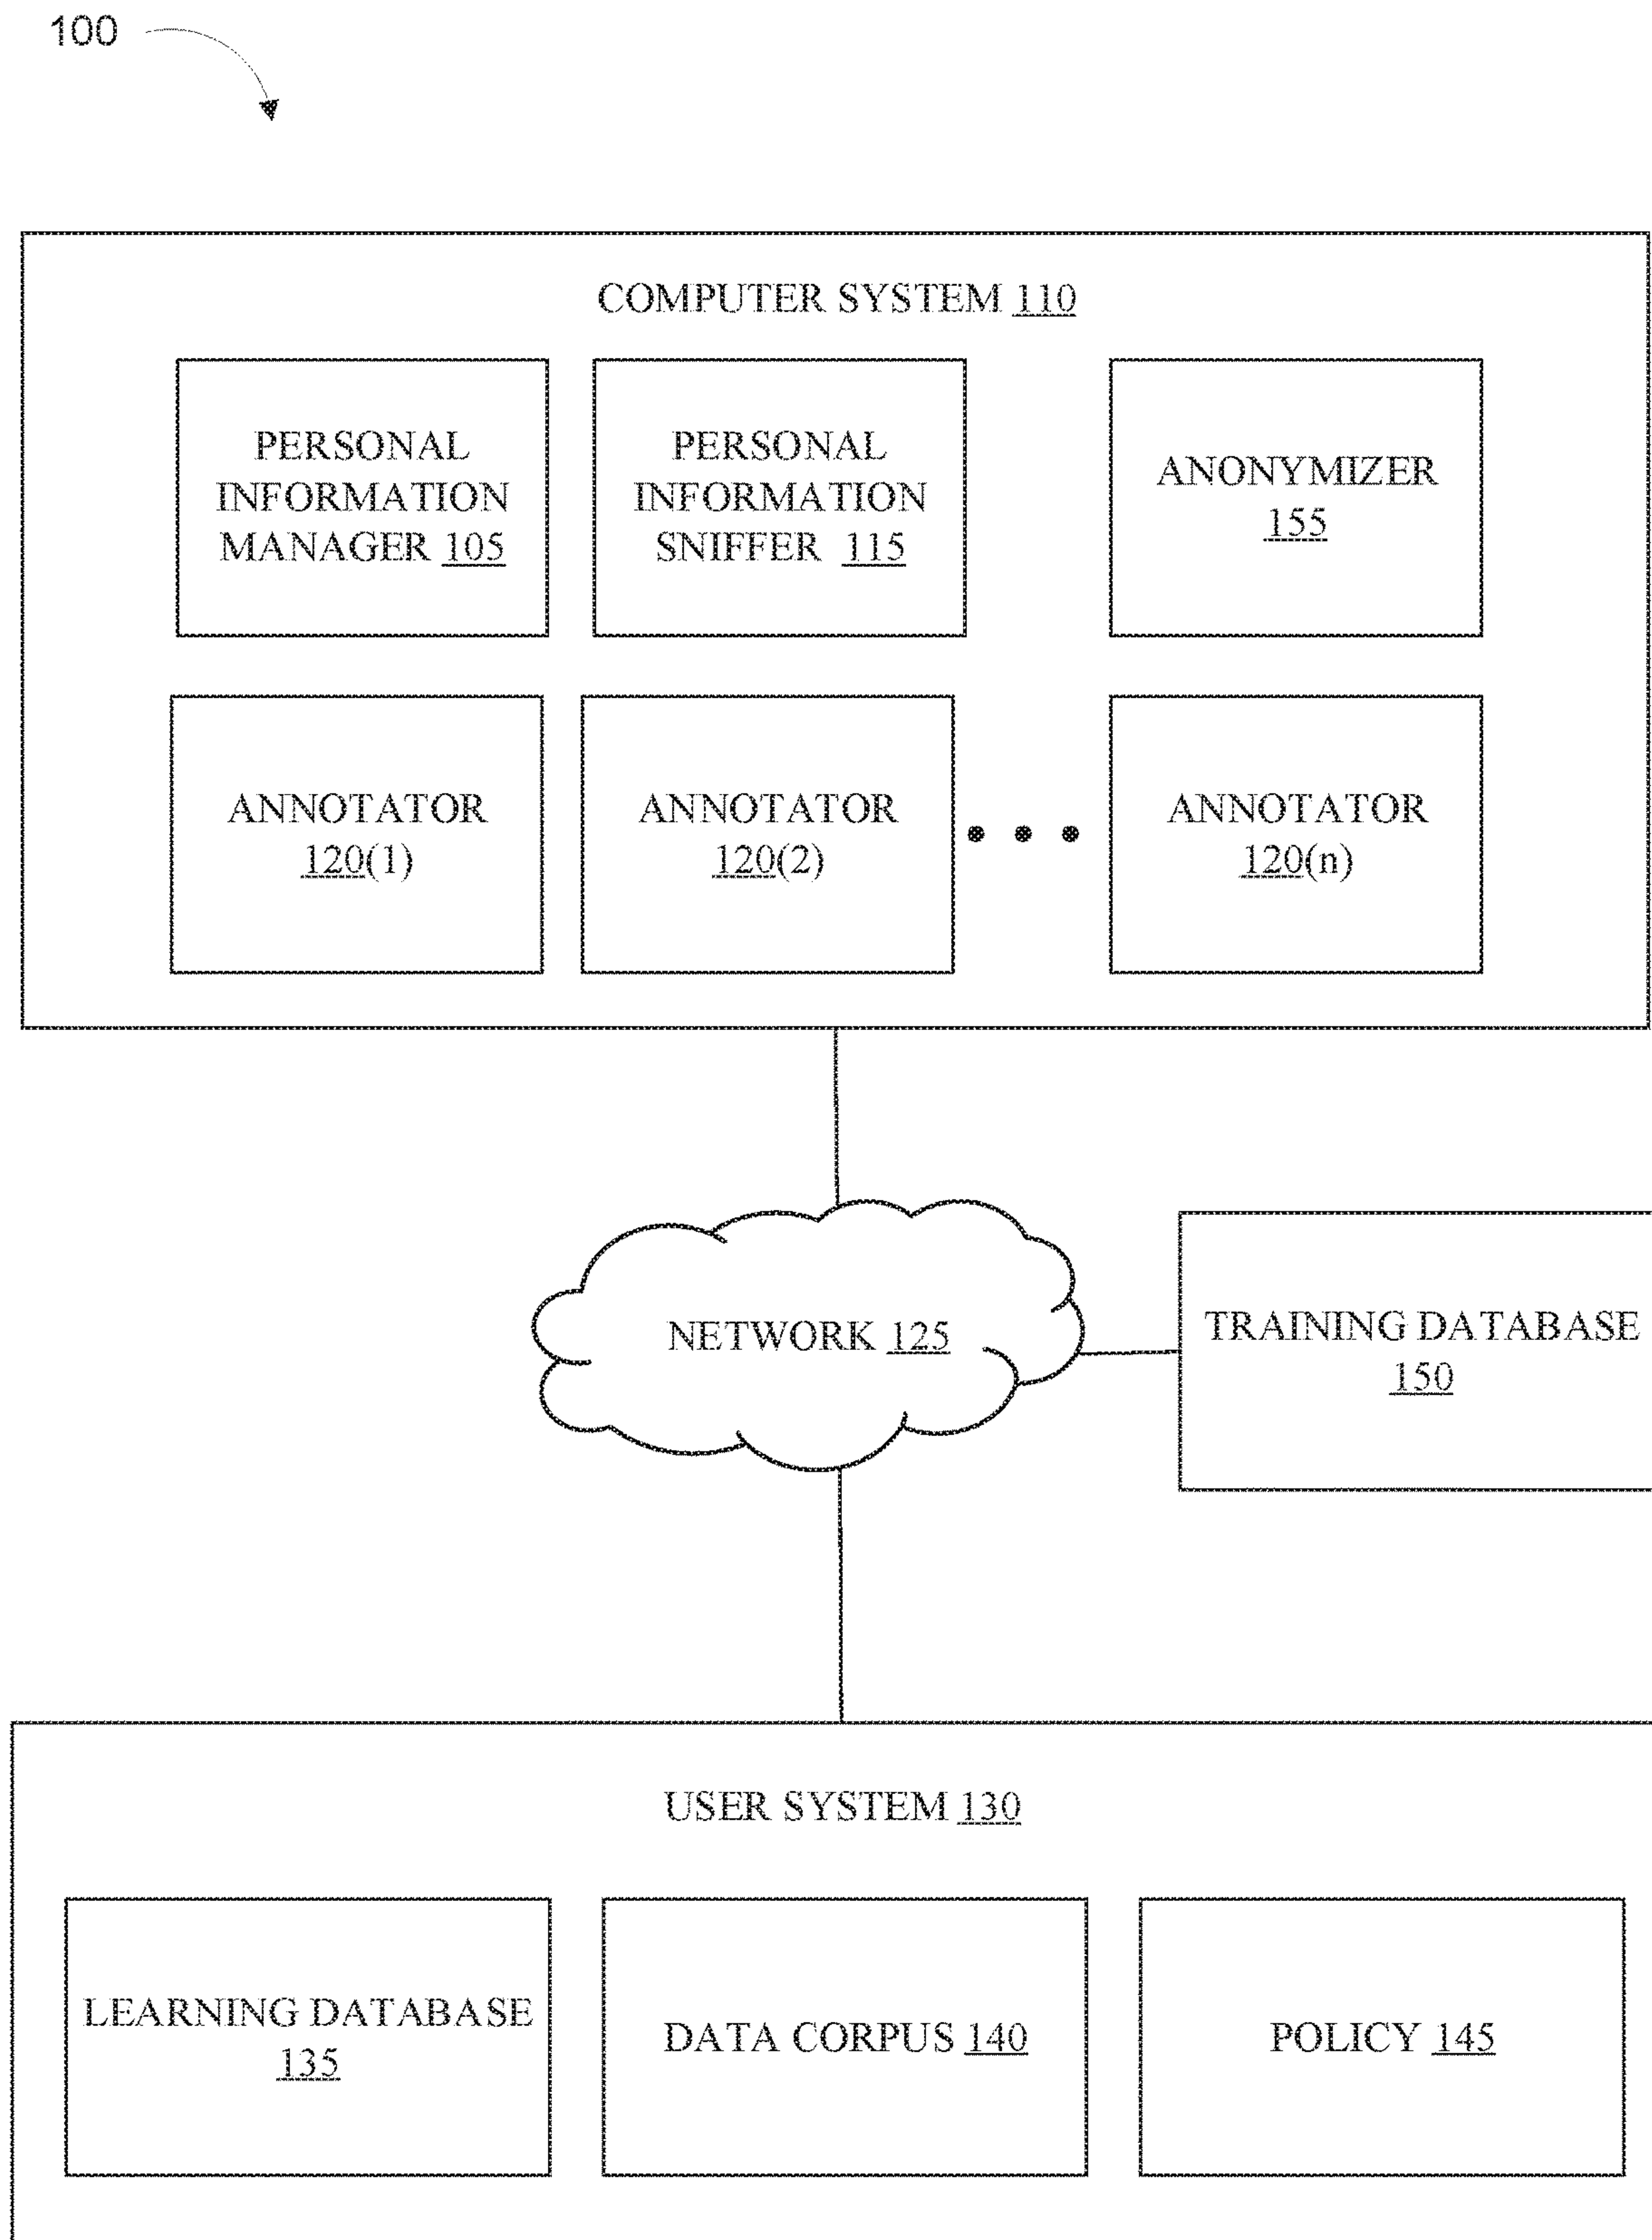 100
COMPUTER SYSTEM 110
PERSONAL
INFORMATION
MANAGER 105
PERSONAL
INFORMATION
SNIFFER 115
ANONYMIZER
155
ANNOTATOR
120(1)
ANNOTATOR
120(2)
ANNOTATOR
120(n)
NETWORK 125
TRAINING DATABASE
150
USER SYSTEM 130
LEARNING DATABASE
135
DATA CORPUS 140
POLICY 145